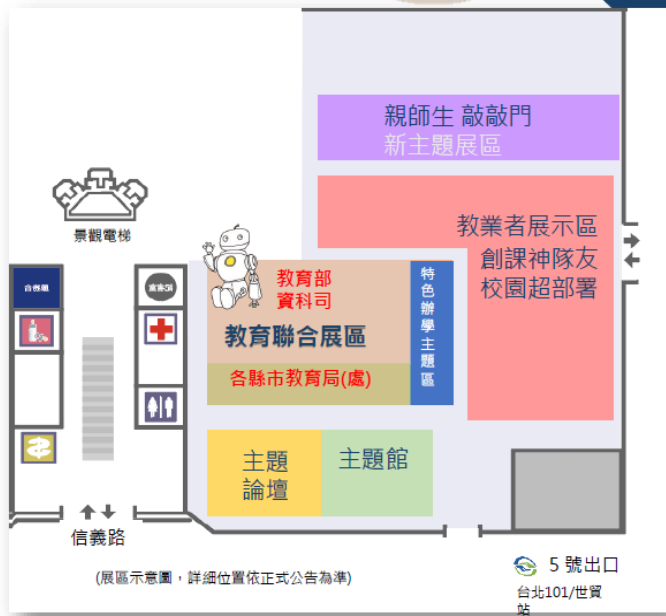 親師生 敲敲門
新主題展區
教業者展示區
創課神隊友
校園超部署
景觀電梯
教育部
資科司
教育聯合展區
各縣市教育局(處)
特色辦學主題區
主題
論壇
主題館
信義路
(展區示意圖，詳細位置依正式公告為準)
5 號出口
台北101/世貿
站